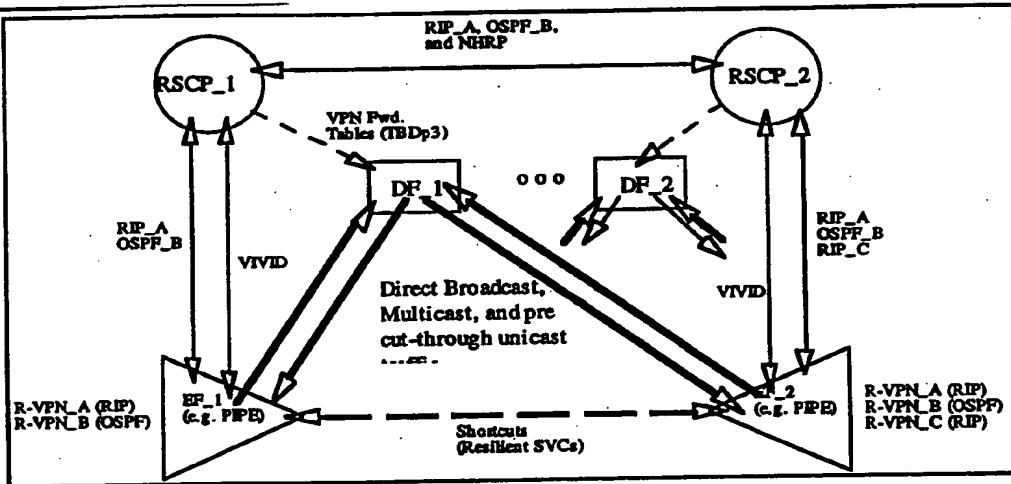 RIP_A, OSPF_B,
and NHRP
RSCP_1
RSCP_2
VPN Fwd.
Tables (TBDp3)
DF_1
o o o
DF_2
RIP_A
OSPF_B
VIVID
RIP_A
OSPF_B
RIP_C
VIVID
Direct Broadcast,
Multicast, and pre
cut-through unicast
EF_1
(e.g. PIPE)
R-VPN_A (RIP)
R-VPN_B (OSPF)
(e.g. PIPE)
R-VPN_A (RIP)
R-VPN_B (OSPF)
R-VPN_C (RIP)
Shortcuts
(Resilient SVCs)